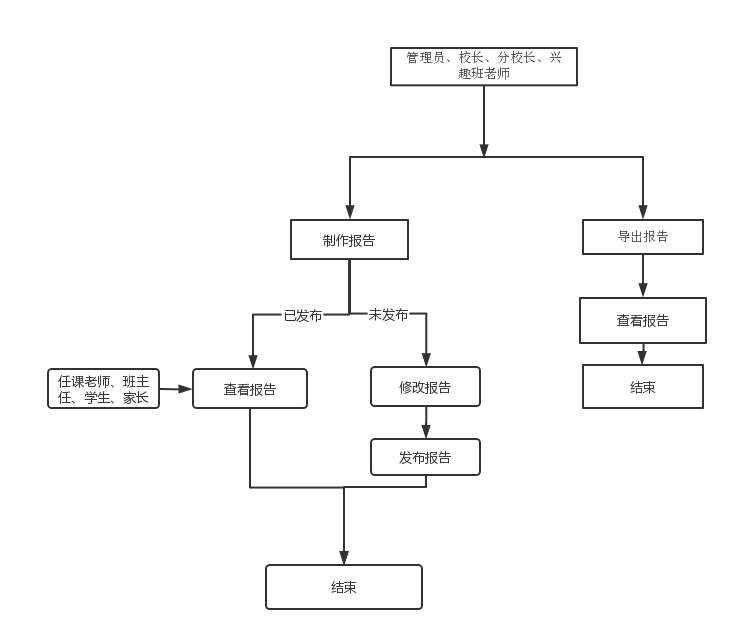 管理员、校长、分校长、兴
趣班老师
制作报告
导出报告
已发布
未发布
查看报告
任课老师、班主
任、学生、家长
查看报告
修改报告
结束
发布报告
结束